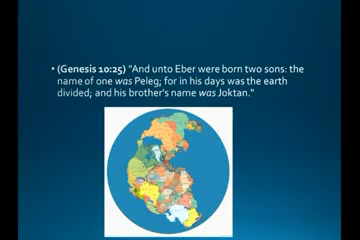 • (Genesis 10:25) "And unto Eber were born two sons: the
name of one was Peleg; for in his days was the earth
divided; and his brother's name was Joktan."